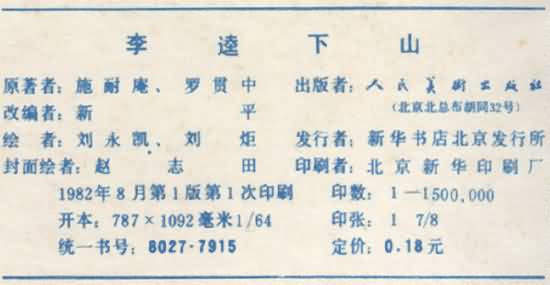 李逵下山
原著者：施耐庵、罗贯中 出版者：人民美术出版社
改编者：新平 （北京北总布胡同32号）
绘者：刘永凯、刘炬 发行者：新华书店北京发行所
封面绘者：赵志田 印刷者：北京新华印刷厂
1982年8月第1版第1次印刷 印数：1—1500,000
开本：787×1092毫米1/64 印张：1 7/8
统一书号：8027·7915 定价：0.18元